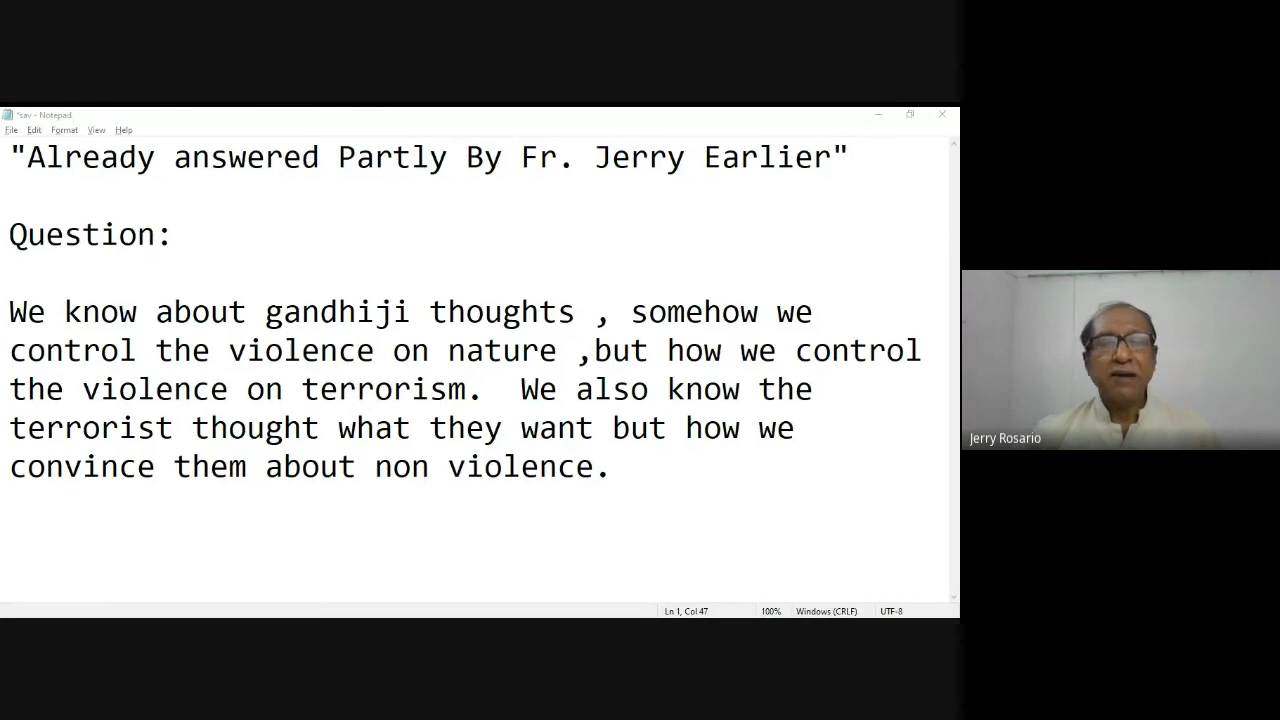 *sav - Notepad
File Edit Format View Help
"Already answered Partly By Fr. Jerry Earlier"
Question:
We know about gandhiji thoughts , somehow we
control the violence on nature ,but how we control
the violence on terrorism.  We also know the
terrorist thought what they want but how we
convince them about non violence.
Jerry Rosario
Ln 1, Col 47 100% Windows (CRLF) UTF-8